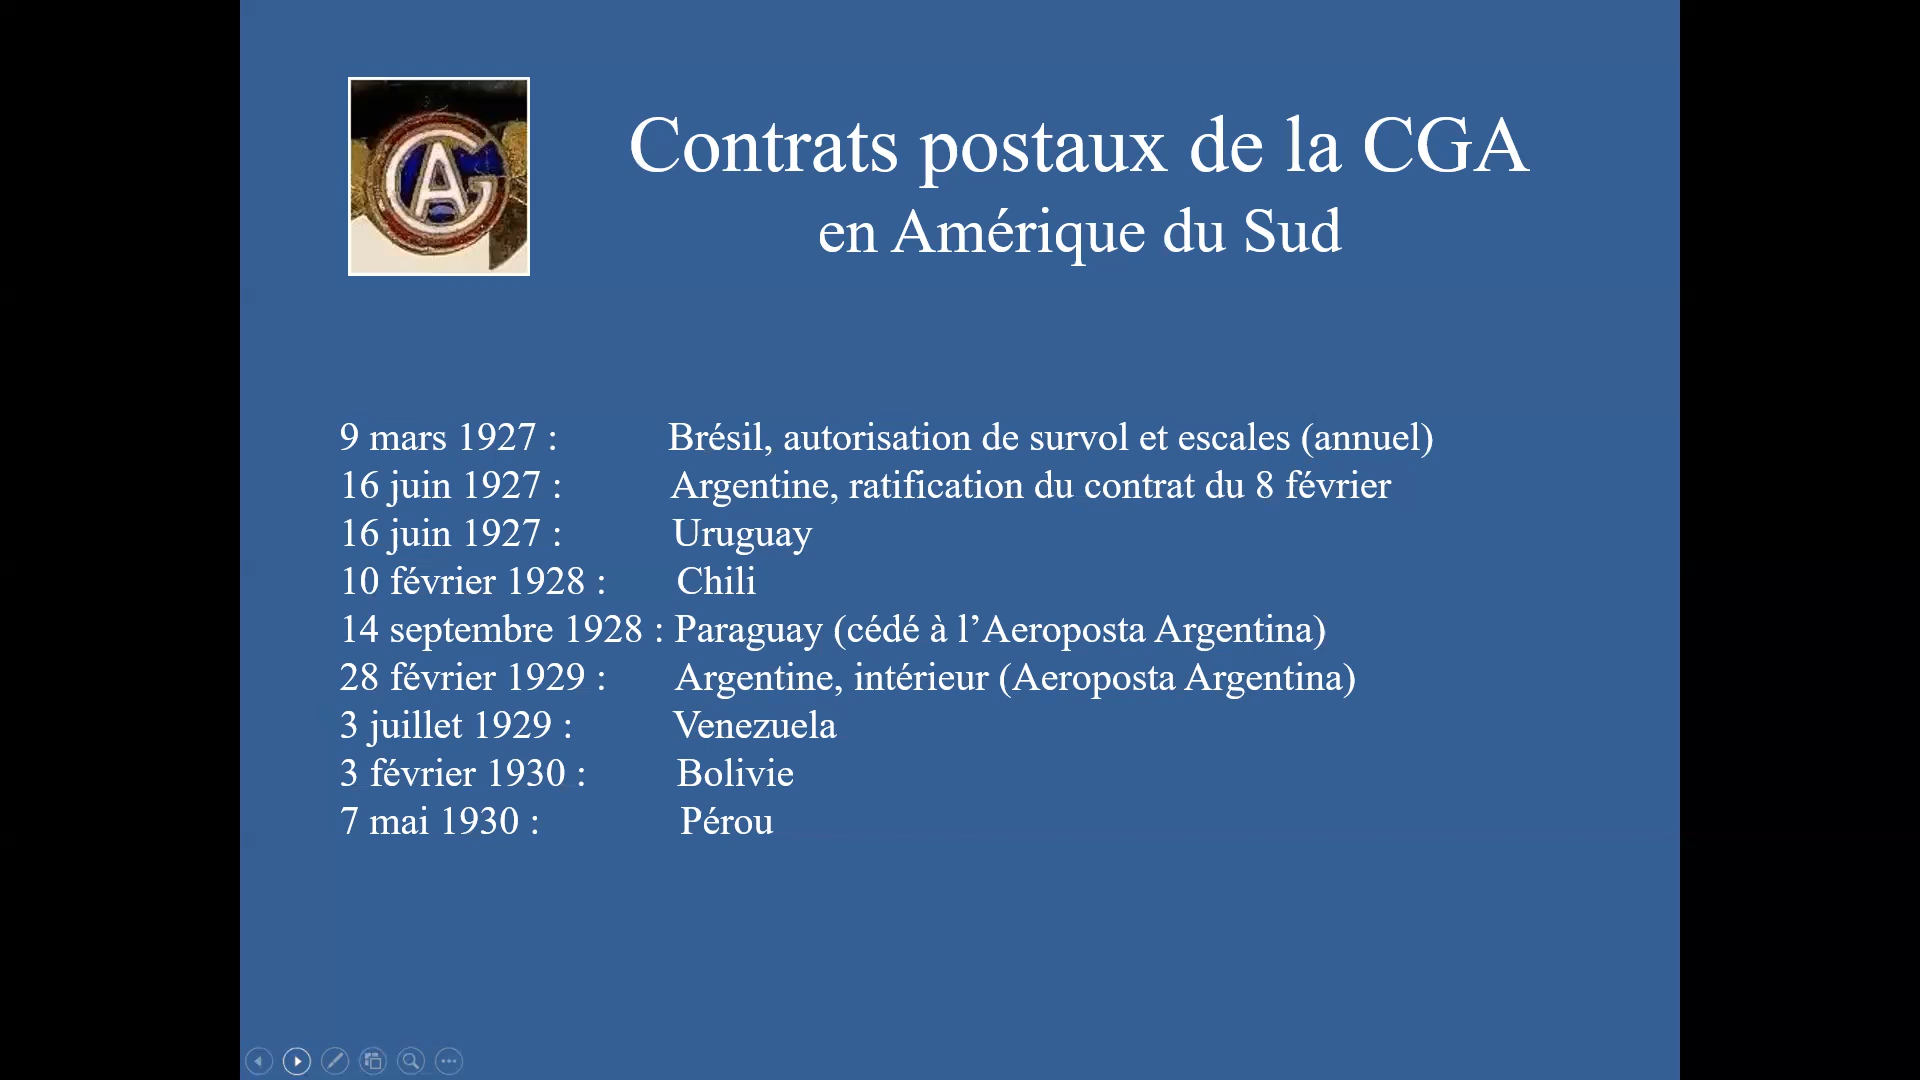 CGA
Contrats postaux de la CGA
en Amérique du Sud
9 mars 1927 : Brésil, autorisation de survol et escales (annuel)
16 juin 1927 : Argentine, ratification du contrat du 8 février
16 juin 1927 : Uruguay
10 février 1928 : Chili
14 septembre 1928 : Paraguay (cédé à l’Aeroposta Argentina)
28 février 1929 : Argentine, intérieur (Aeroposta Argentina)
3 juillet 1929 : Venezuela
3 février 1930 : Bolivie
7 mai 1930 : Pérou